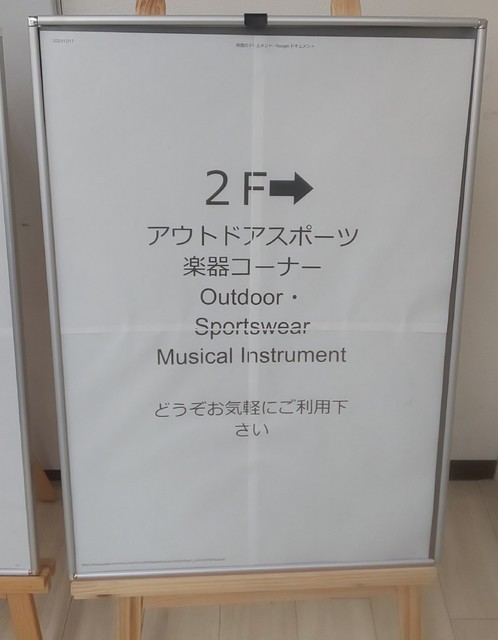 ２F➡
アウトドアスポーツ
楽器コーナー
Outdoor・
Sportswear
Musical Instrument
どうぞお気軽にご利用下
さい